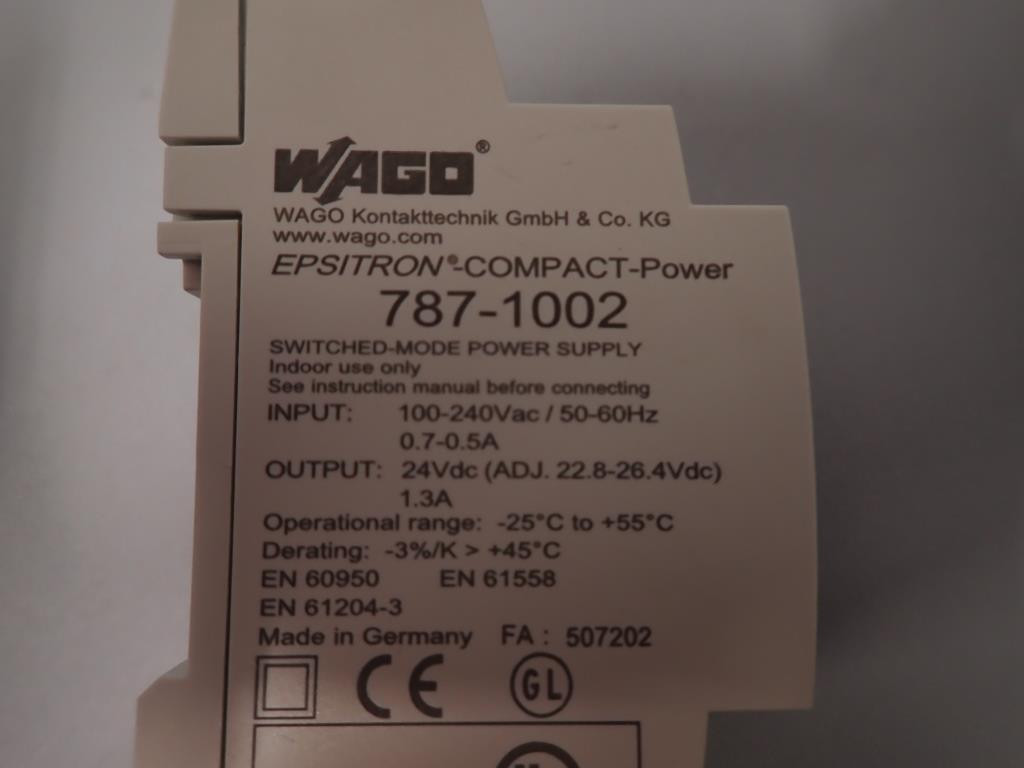 WAGO®
WAGO Kontakttechnik GmbH & Co. KG
www.wago.com
EPSITRON®-COMPACT-Power
787-1002
SWITCHED-MODE POWER SUPPLY
Indoor use only
See instruction manual before connecting
INPUT: 100-240Vac / 50-60Hz
0.7-0.5A
OUTPUT: 24Vdc (ADJ. 22.8-26.4Vdc)
1.3A
Operational range: -25°C to +55°C
Derating: -3%/K > +45°C
EN 60950 EN 61558
EN 61204-3
Made in Germany FA : 507202
CE GL